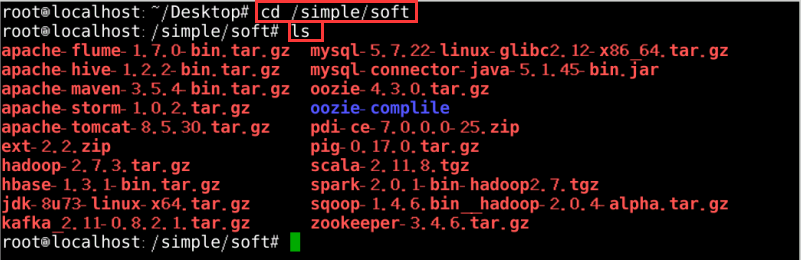 root@localhost:~/Desktop# cd /simple/soft
root@localhost:/simple/soft# ls
apache-flume-1.7.0-bin.tar.gz mysql-5.7.22-linux-glibc2.12-x86_64.tar.gz
apache-hive-1.2.2-bin.tar.gz mysql-connector-java-5.1.45-bin.jar
apache-maven-3.5.4-bin.tar.gz oozie-4.3.0.tar.gz
apache-storm-1.0.2.tar.gz oozie-complile
apache-tomcat-8.5.30.tar.gz pdi-ce-7.0.0.0-25.zip
ext-2.2.zip pig-0.17.0.tar.gz
hadoop-2.7.3.tar.gz scala-2.11.8.tgz
hbase-1.3.1-bin.tar.gz spark-2.0.1-bin-hadoop2.7.tgz
jdk-8u73-linux-x64.tar.gz sqoop-1.4.6.bin__hadoop-2.0.4-alpha.tar.gz
kafka_2.11-0.8.2.1.tar.gz zookeeper-3.4.6.tar.gz
root@localhost:/simple/soft#